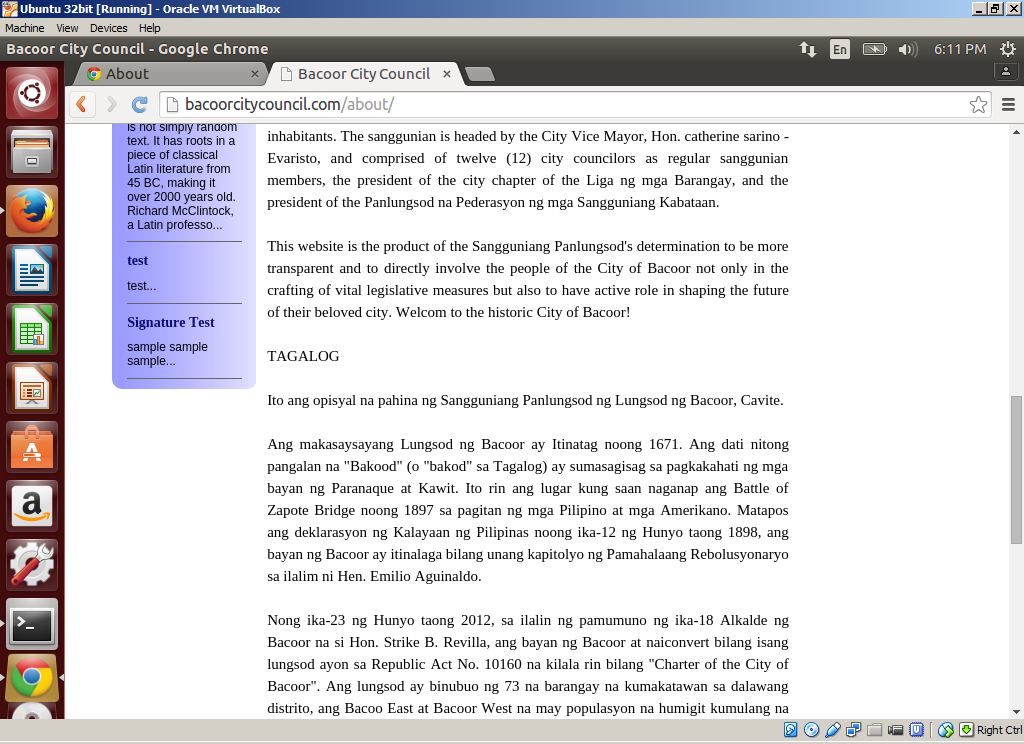 Ubuntu 32bit [Running] - Oracle VM VirtualBox
Machine View Devices Help
Bacoor City Council - Google Chrome
En
6:11 PM
About
Bacoor City Council
bacoorcitycouncil.com/about/
is not simply random
text. It has roots in a
piece of classical
Latin literature from
45 BC, making it
over 2000 years old.
Richard McClintock,
a Latin professo...
test
test...
Signature Test
sample sample
sample...
inhabitants. The sanggunian is headed by the City Vice Mayor, Hon. catherine sarino -
Evaristo, and comprised of twelve (12) city councilors as regular sanggunian
members, the president of the city chapter of the Liga ng mga Barangay, and the
president of the Panlungsod na Pederasyon ng mga Sangguniang Kabataan.
This website is the product of the Sangguniang Panlungsod's determination to be more
transparent and to directly involve the people of the City of Bacoor not only in the
crafting of vital legislative measures but also to have active role in shaping the future
of their beloved city. Welcom to the historic City of Bacoor!
TAGALOG
Ito ang opisyal na pahina ng Sangguniang Panlungsod ng Lungsod ng Bacoor, Cavite.
Ang makasaysayang Lungsod ng Bacoor ay Itinatag noong 1671. Ang dati nitong
pangalan na "Bakood" (o "bakod" sa Tagalog) ay sumasagisag sa pagkakahati ng mga
bayan ng Paranaque at Kawit. Ito rin ang lugar kung saan naganap ang Battle of
Zapote Bridge noong 1897 sa pagitan ng mga Pilipino at mga Amerikano. Matapos
ang deklarasyon ng Kalayaan ng Pilipinas noong ika-12 ng Hunyo taong 1898, ang
bayan ng Bacoor ay itinalaga bilang unang kapitolyo ng Pamahalaang Rebolusyonaryo
sa ilalim ni Hen. Emilio Aguinaldo.
Nong ika-23 ng Hunyo taong 2012, sa ilalin ng pamumuno ng ika-18 Alkalde ng
Bacoor na si Hon. Strike B. Revilla, ang bayan ng Bacoor at naiconvert bilang isang
lungsod ayon sa Republic Act No. 10160 na kilala rin bilang "Charter of the City of
Bacoor". Ang lungsod ay binubuo ng 73 na barangay na kumakatawan sa dalawang
distrito, ang Bacoo East at Bacoor West na may populasyon na humigit kumulang na
Right Ctrl